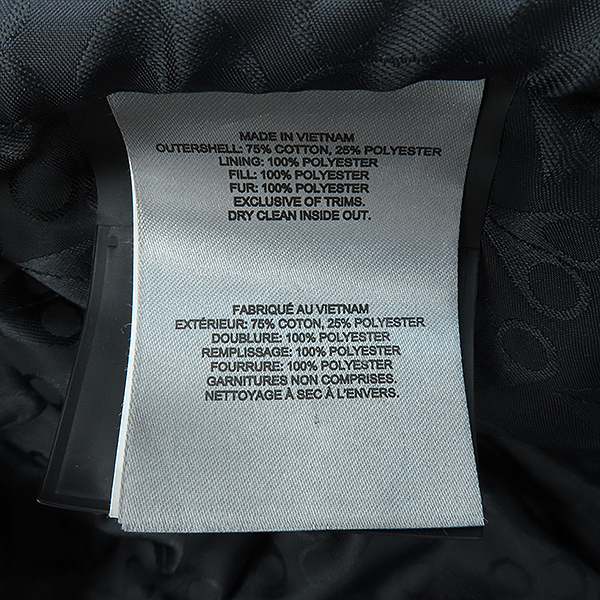 MADE IN VIETNAM
OUTERSHELL: 75% COTTON, 25% POLYESTER
LINING: 100% POLYESTER
FILL: 100% POLYESTER
FUR: 100% POLYESTER
EXCLUSIVE OF TRIMS.
DRY CLEAN INSIDE OUT.
FABRIQUÉ AU VIETNAM
EXTÉRIEUR: 75% COTON, 25% POLYESTER
DOUBLURE: 100% POLYESTER
REMPLISSAGE: 100% POLYESTER
FOURRURE: 100% POLYESTER
GARNITURES NON COMPRISES.
NETTOYAGE À SEC À L'ENVERS.